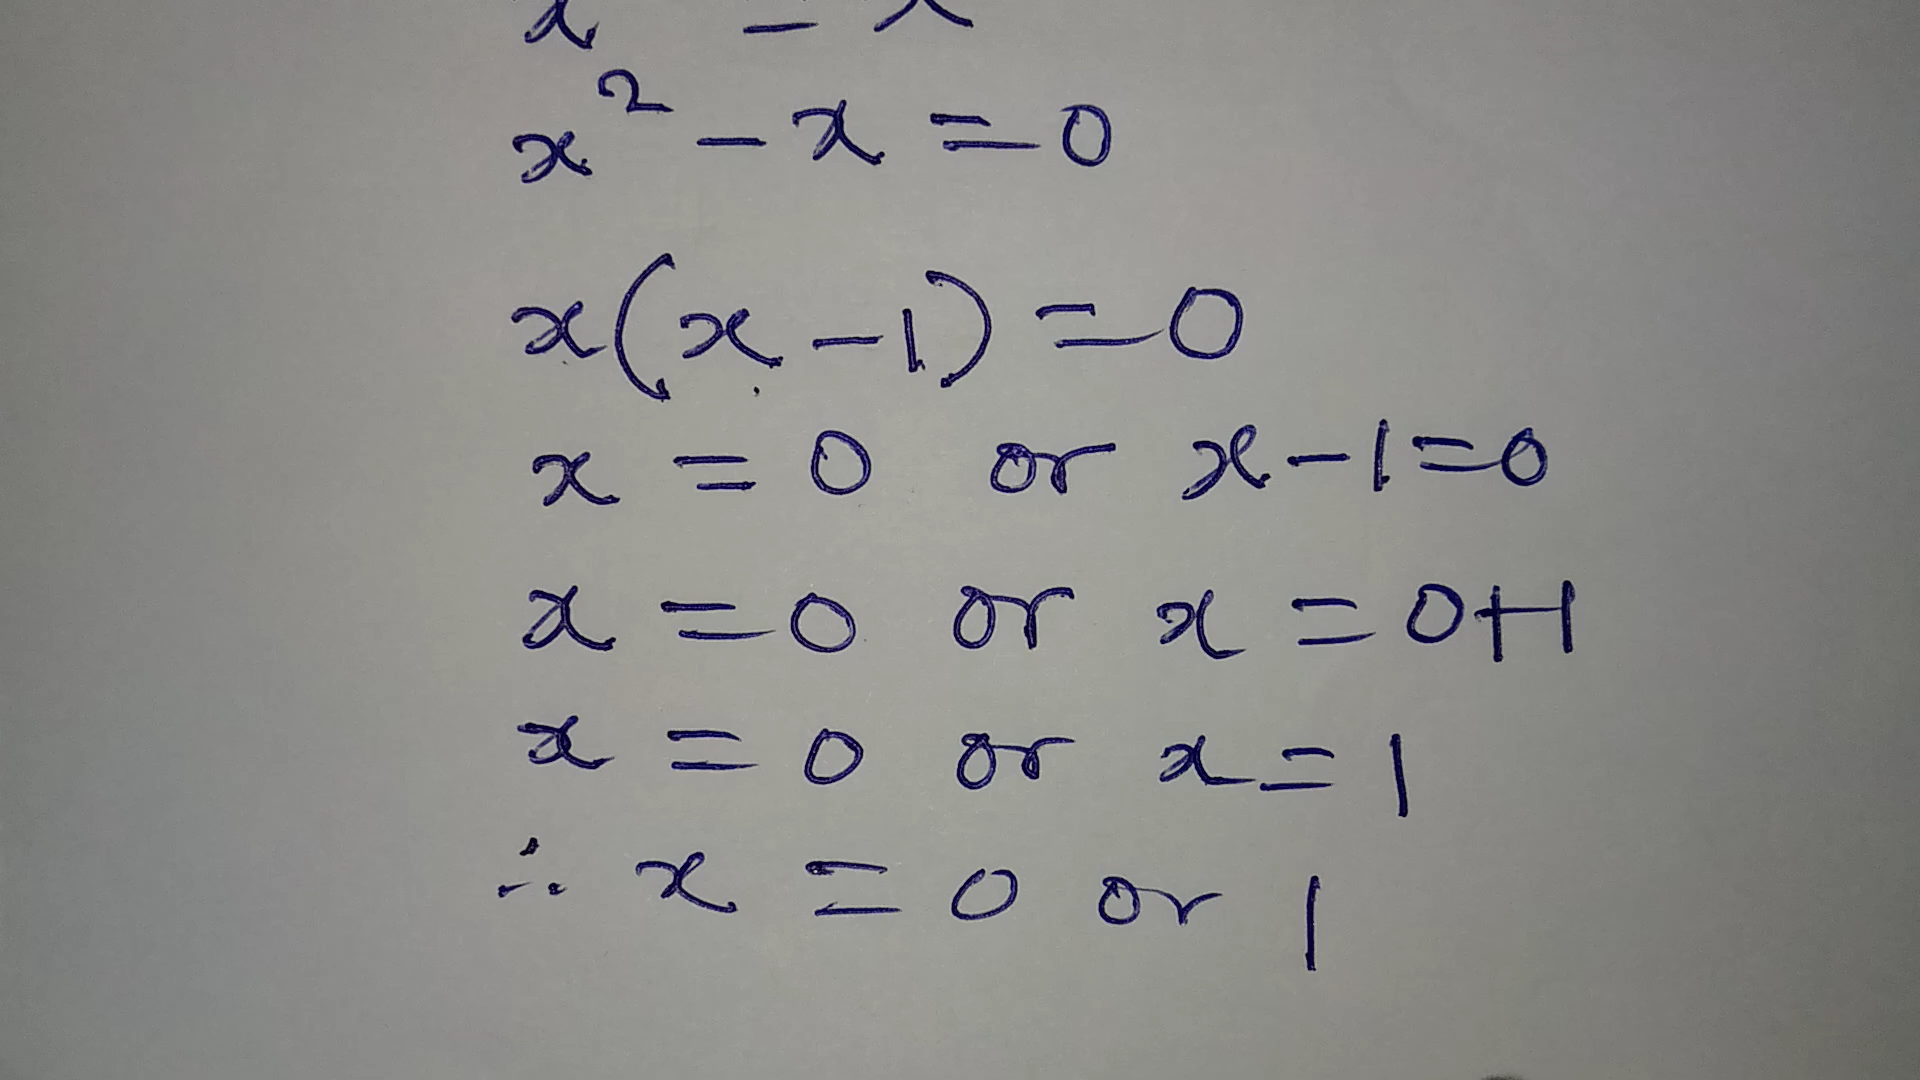 x² - x = 0
x(x - 1) = 0
x = 0 or x - 1 = 0
x = 0 or x = 0+1
x = 0 or x = 1
∴ x = 0 or 1